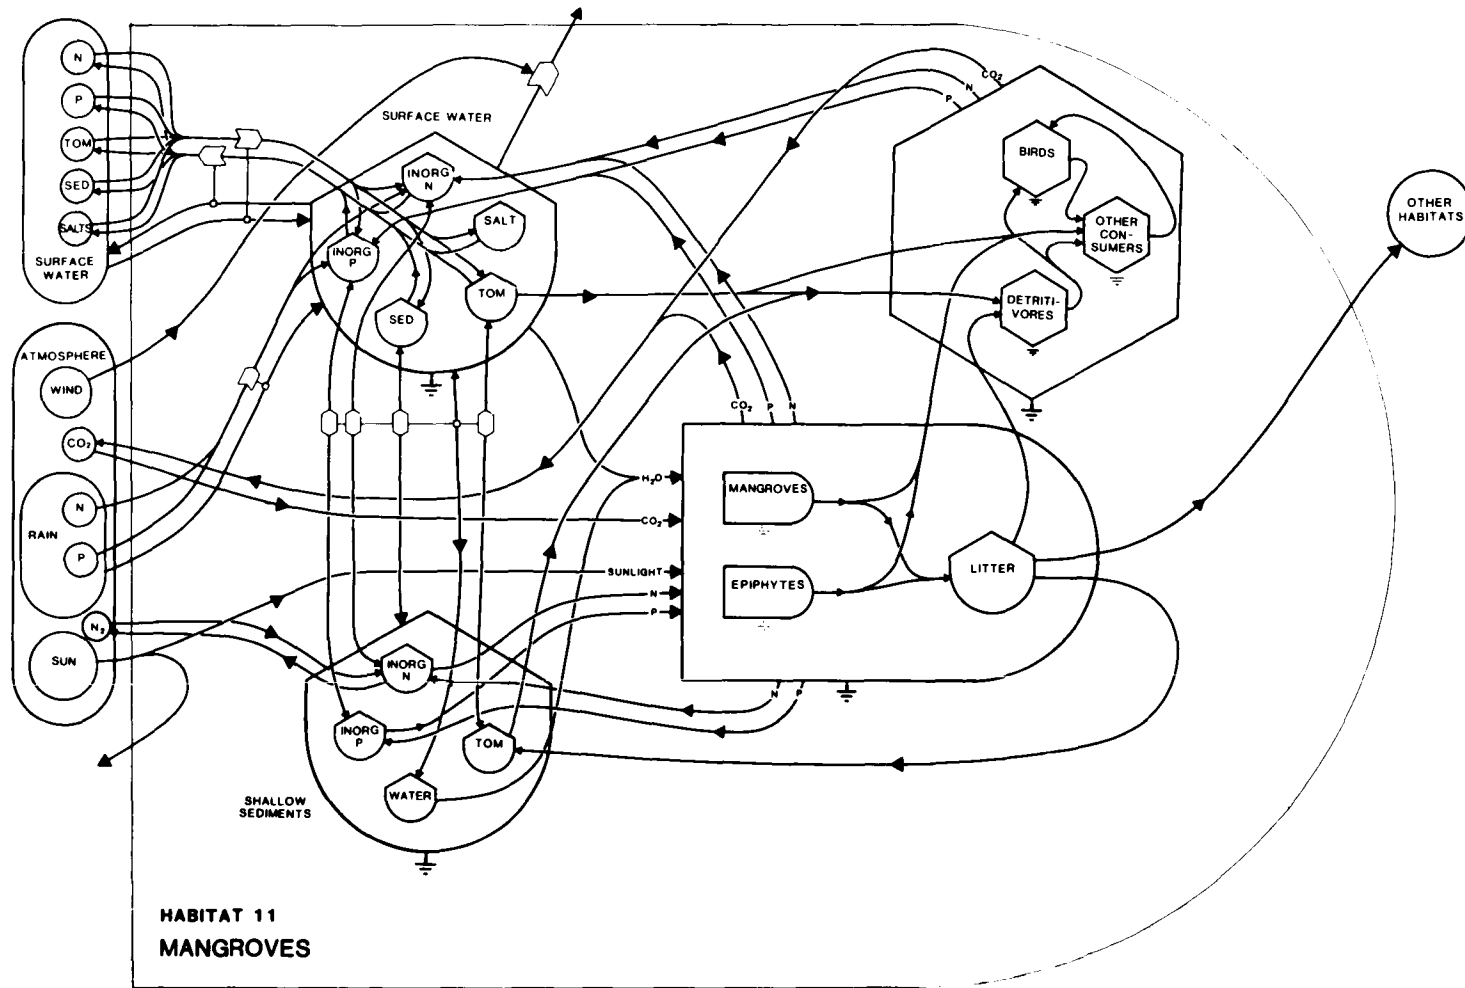 N
P
TOM
SED
SALTS
SURFACE
WATER
ATMOSPHERE
WIND
CO₂
N
RAIN
P
N₂
SUN
SURFACE WATER
INORG
N
SALT
INORG
P
TOM
SED
CO₂
N
P
BIRDS
OTHER
CON-
SUMERS
DETRITI-
VORES
OTHER
HABITATS
CO₂
P
N
H₂O
CO₂
SUNLIGHT
N
P
MANGROVES
EPIPHYTES
LITTER
N
P
INORG
N
INORG
P
TOM
WATER
SHALLOW
SEDIMENTS
HABITAT 11
MANGROVES